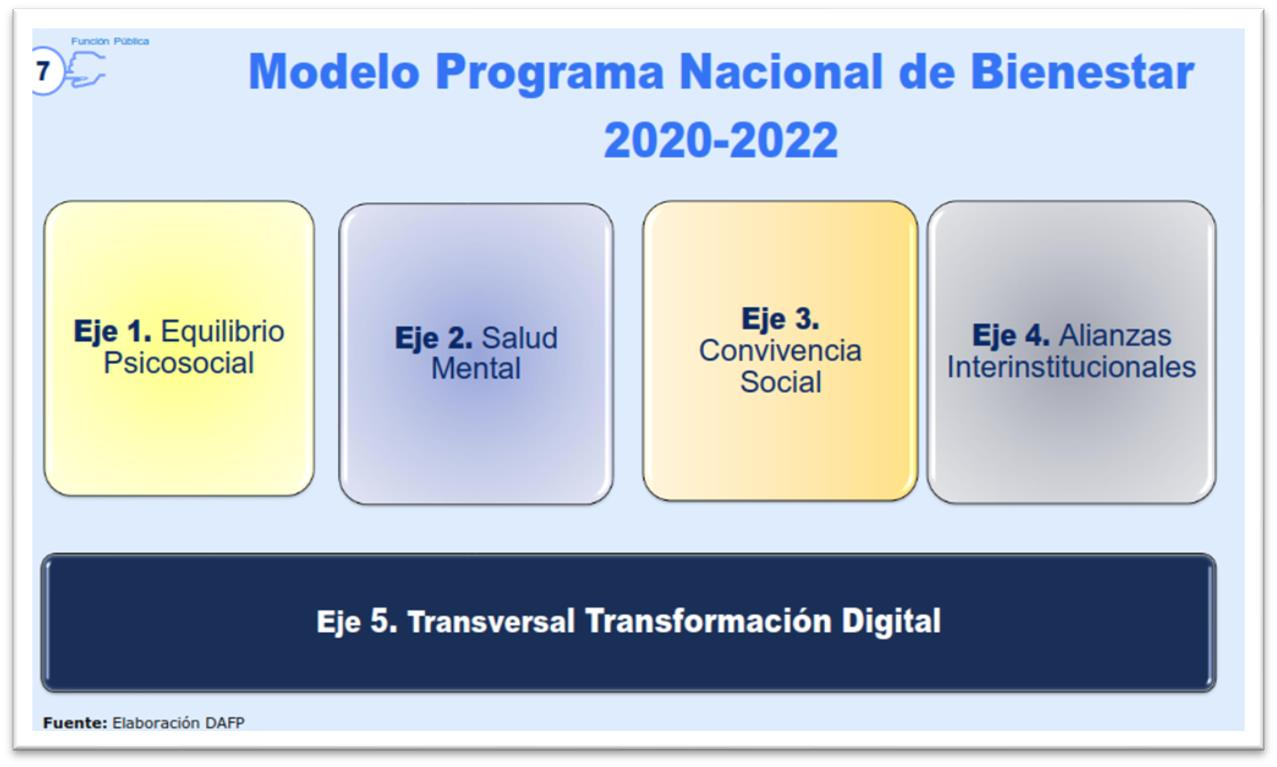 Función Pública
7
Modelo Programa Nacional de Bienestar
2020-2022
Eje 1. Equilibrio
Psicosocial
Eje 2. Salud
Mental
Eje 3.
Convivencia
Social
Eje 4. Alianzas
Interinstitucionales
Eje 5. Transversal Transformación Digital
Fuente: Elaboración DAFP